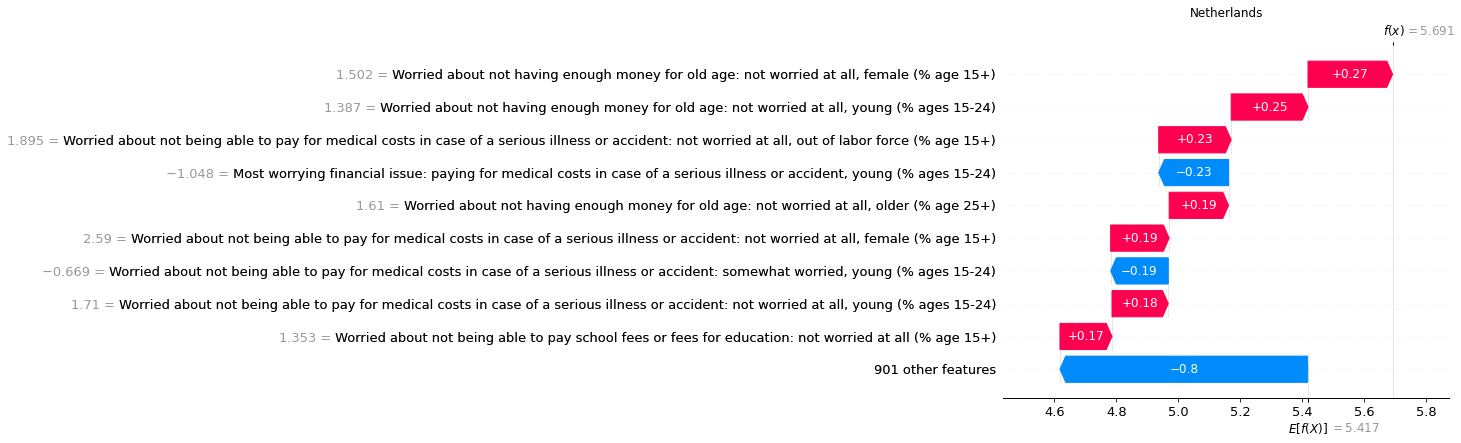 Netherlands
f(x) = 5.691
1.502 = Worried about not having enough money for old age: not worried at all, female (% age 15+) +0.27
1.387 = Worried about not having enough money for old age: not worried at all, young (% ages 15-24) +0.25
1.895 = Worried about not being able to pay for medical costs in case of a serious illness or accident: not worried at all, out of labor force (% age 15+) +0.23
−1.048 = Most worrying financial issue: paying for medical costs in case of a serious illness or accident, young (% ages 15-24) −0.23
1.61 = Worried about not having enough money for old age: not worried at all, older (% age 25+) +0.19
2.59 = Worried about not being able to pay for medical costs in case of a serious illness or accident: not worried at all, female (% age 15+) +0.19
−0.669 = Worried about not being able to pay for medical costs in case of a serious illness or accident: somewhat worried, young (% ages 15-24) −0.19
1.71 = Worried about not being able to pay for medical costs in case of a serious illness or accident: not worried at all, young (% ages 15-24) +0.18
1.353 = Worried about not being able to pay school fees or fees for education: not worried at all (% age 15+) +0.17
901 other features −0.8
4.6 4.8 5.0 5.2 5.4 5.6 5.8
E[f(X)] = 5.417